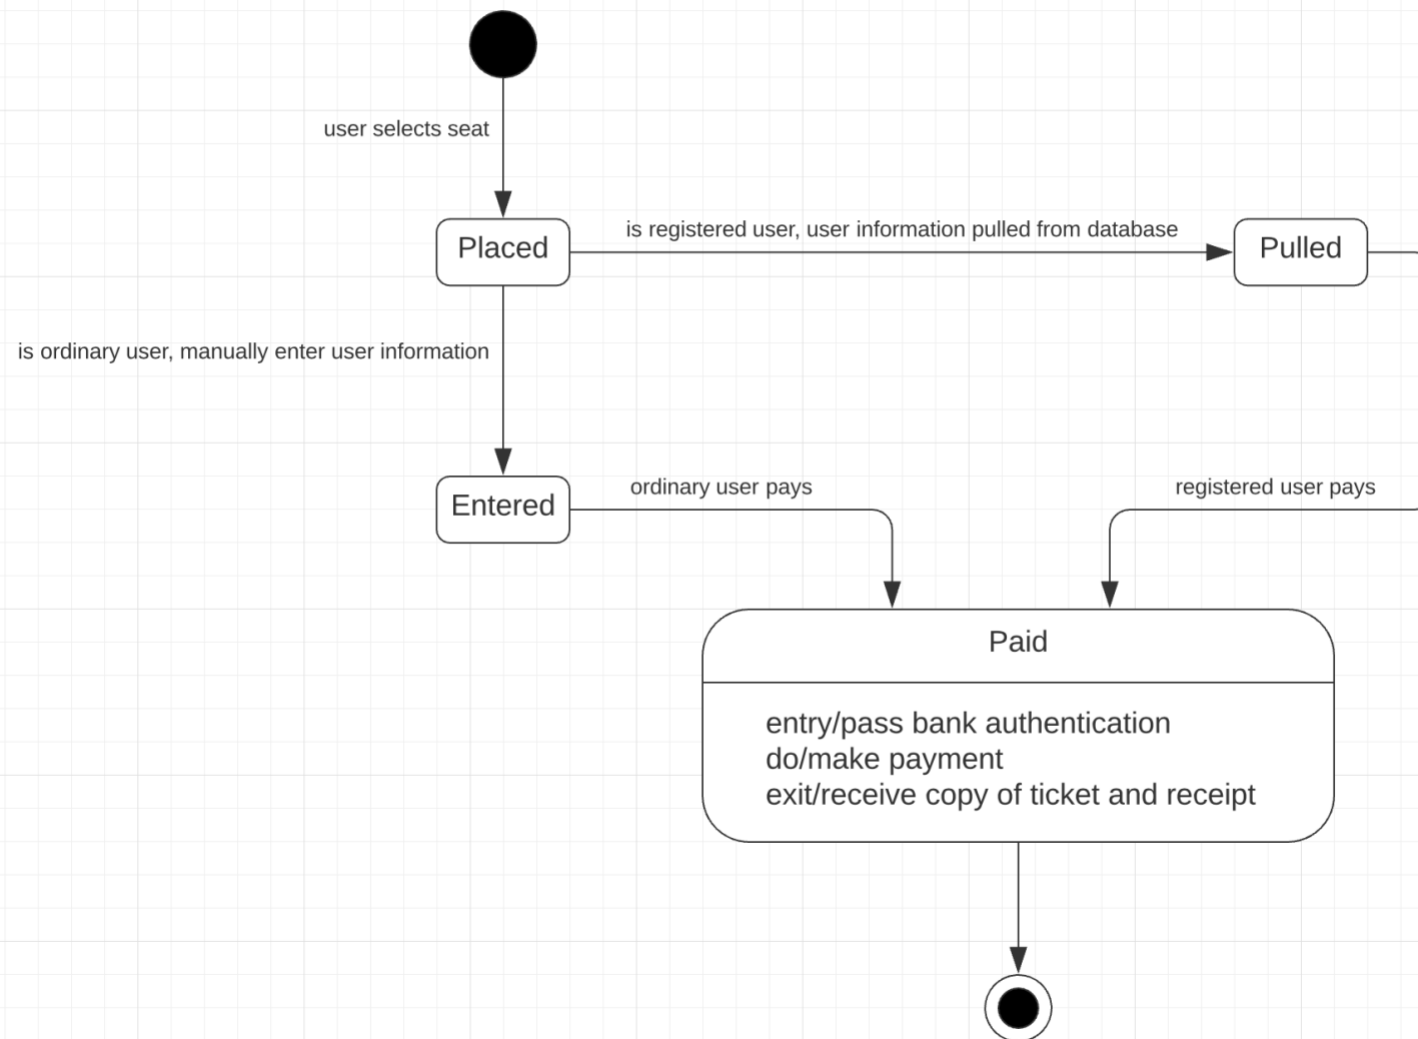 user selects seat
Placed
is registered user, user information pulled from database
Pulled
is ordinary user, manually enter user information
Entered
ordinary user pays
registered user pays
Paid
entry/pass bank authentication
do/make payment
exit/receive copy of ticket and receipt